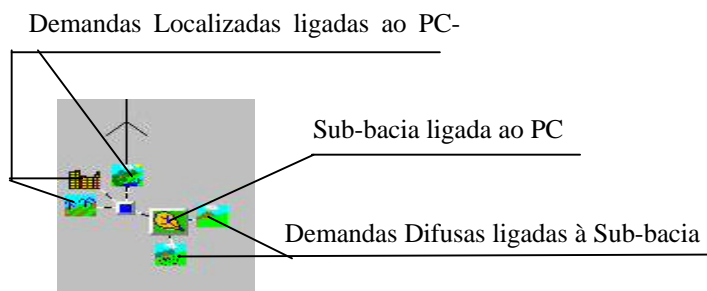 Demandas Localizadas ligadas ao PC-
Sub-bacia ligada ao PC
Demandas Difusas ligadas à Sub-bacia